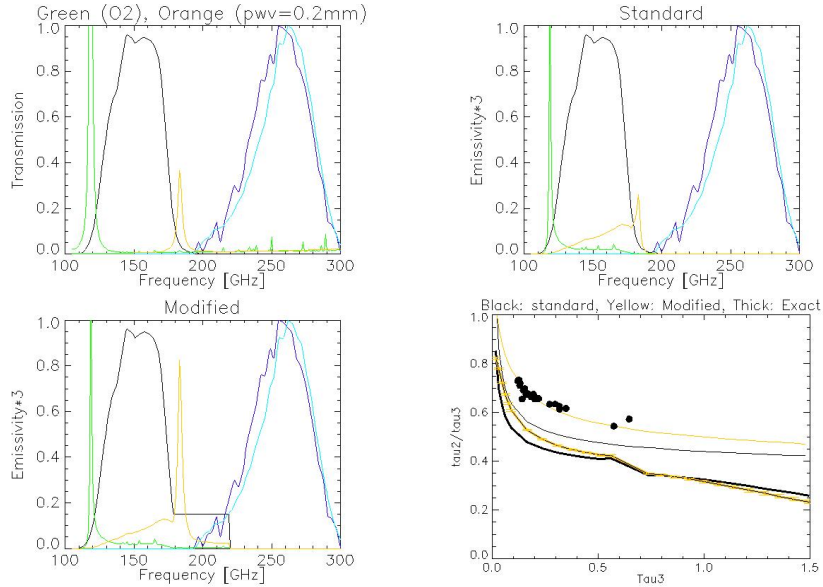 Green (O2), Orange (pwv=0.2mm)
Transmission
1.0
0.8
0.6
0.4
0.2
0.0
100 150 200 250 300
Frequency [GHz]
Standard
Emissivity*3
1.0
0.8
0.6
0.4
0.2
0.0
100 150 200 250 300
Frequency [GHz]
Modified
Emissivity*3
1.0
0.8
0.6
0.4
0.2
0.0
100 150 200 250 300
Frequency [GHz]
Black: standard, Yellow: Modified, Thick: Exact
tau2/tau3
1.0
0.8
0.6
0.4
0.2
0.0
0.0 0.5 1.0 1.5
Tau3